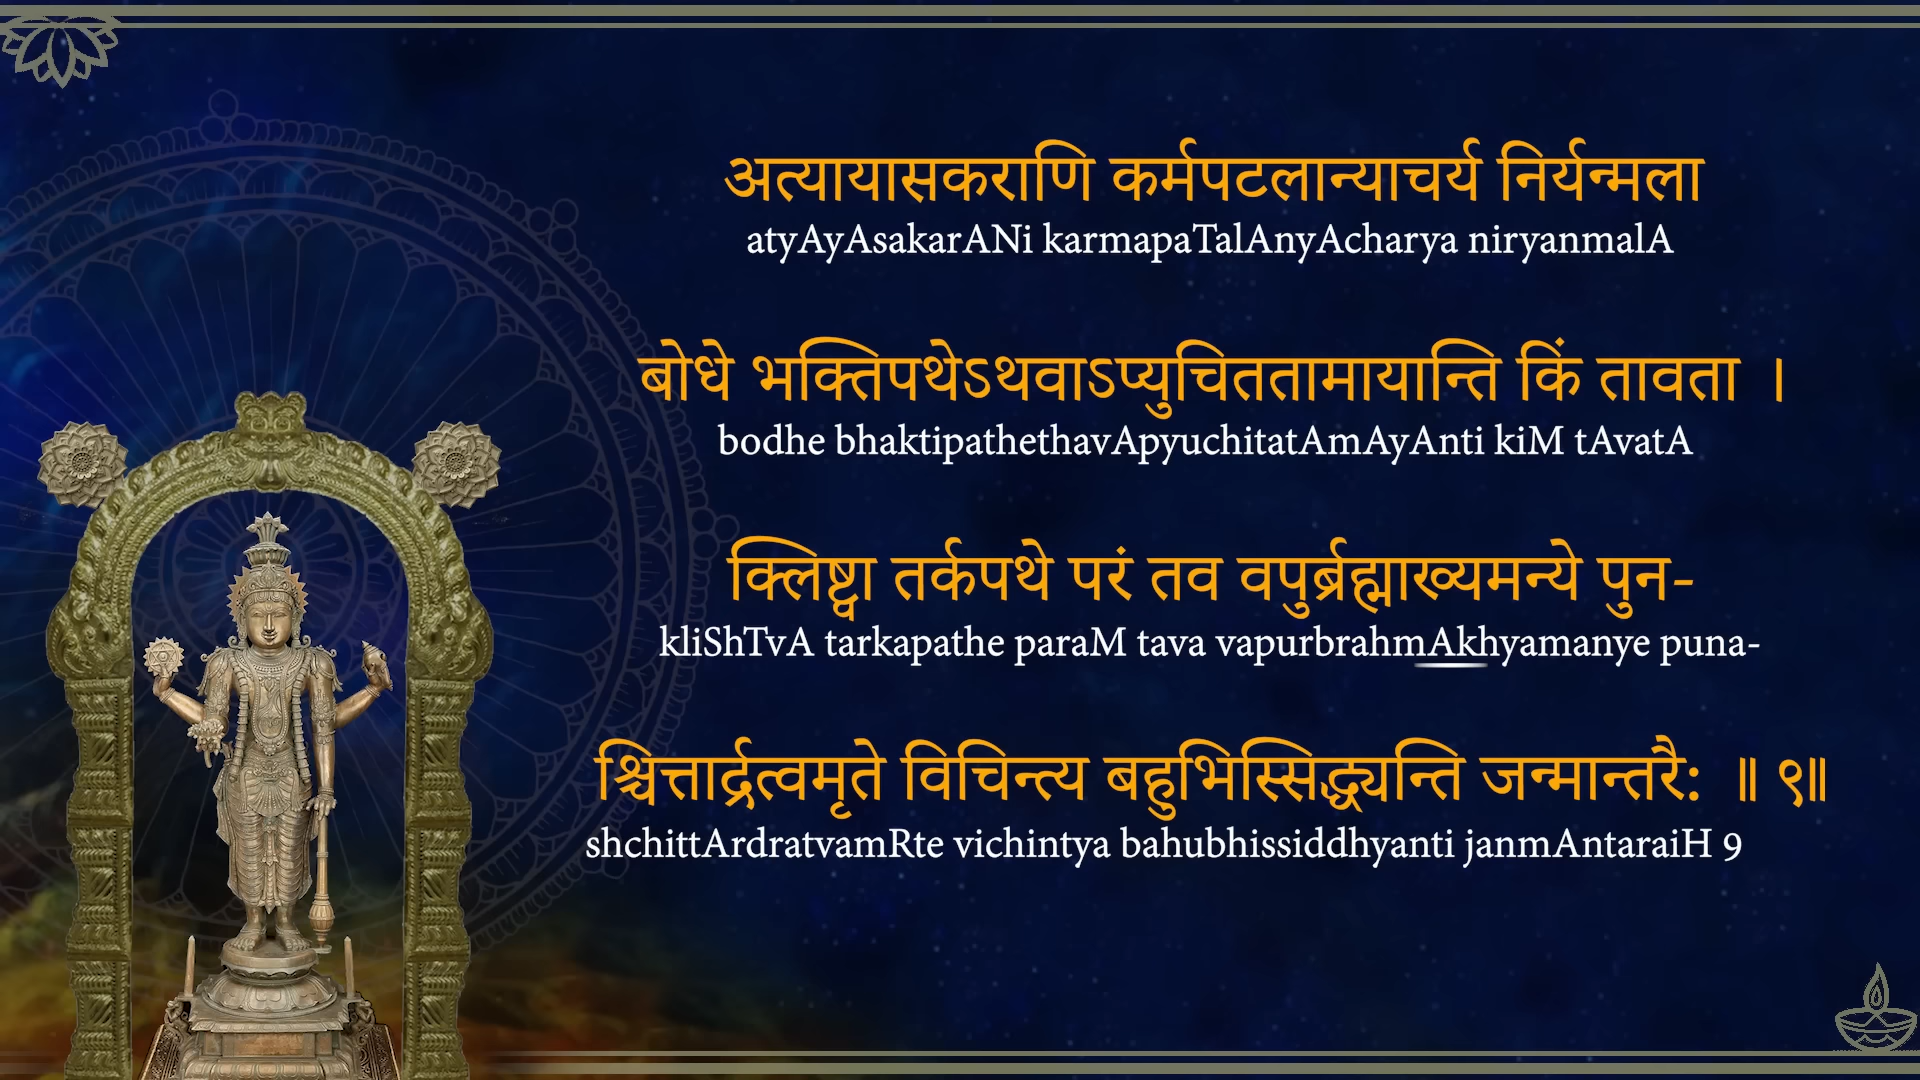 अत्यायासकराणि कर्मपटलान्याचर्य निर्यन्मला
atyAyAsakarANi karmapaTalAnyAcharya niryanmalA
बोधे भक्तिपथेऽथवाऽप्युचिततामायान्ति किं तावता ।
bodhe bhaktipathethavApyuchitatAmAyAnti kiM tAvatA
क्लिष्ट्वा तर्कपथे परं तव वपुर्ब्रह्माख्यमन्ये पुन-
kliShTvA tarkapathe paraM tava vapurbrahmAkhyamanye puna-
श्चित्तार्द्रत्वमृते विचिन्त्य बहुभिस्सिद्ध्यन्ति जन्मान्तरैः ॥ ९॥
shchittArdratvamRte vichintya bahubhissiddhyanti janmAntaraiH 9